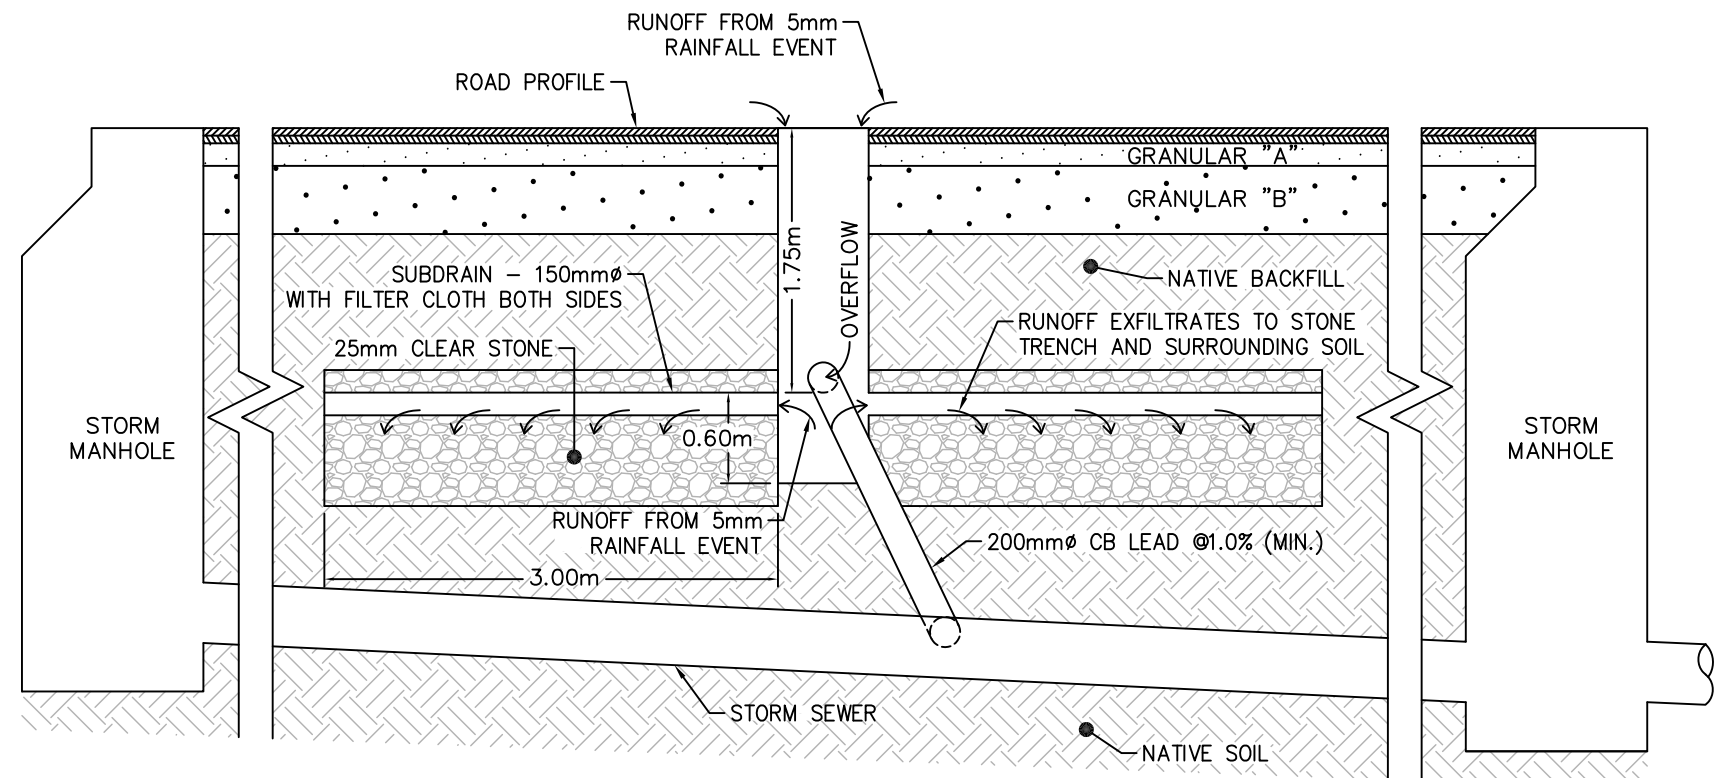 RUNOFF FROM 5mm
RAINFALL EVENT
ROAD PROFILE
GRANULAR "A"
GRANULAR "B"
1.75m
OVERFLOW
SUBDRAIN - 150mmø
WITH FILTER CLOTH BOTH SIDES
NATIVE BACKFILL
25mm CLEAR STONE
RUNOFF EXFILTRATES TO STONE
TRENCH AND SURROUNDING SOIL
STORM
MANHOLE
0.60m
STORM
MANHOLE
RUNOFF FROM 5mm
RAINFALL EVENT
200mmø CB LEAD @1.0% (MIN.)
3.00m
STORM SEWER
NATIVE SOIL